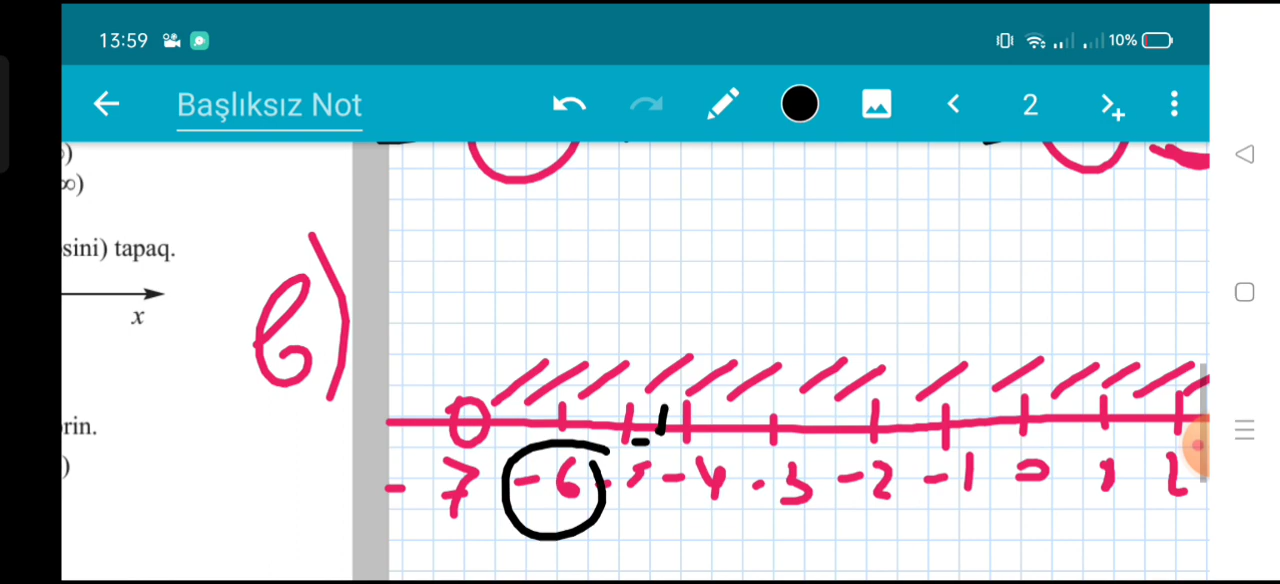 13:59 10%
Başlıksız Not 2
)
∞)
sini) tapaq.
x
в)
rin.
)
-7 -6 -5 -4 -3 -2 -1 0 1 2